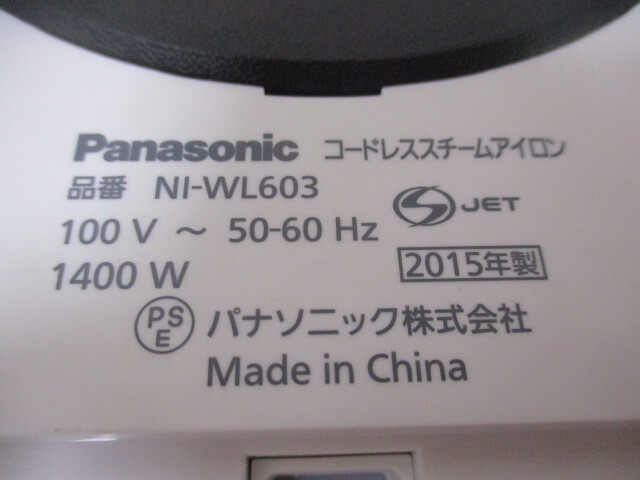 Panasonic コードレススチームアイロン
品番 NI-WL603
S JET
100 V ～ 50-60 Hz
1400 W
2015年製
PS E パナソニック株式会社
Made in China